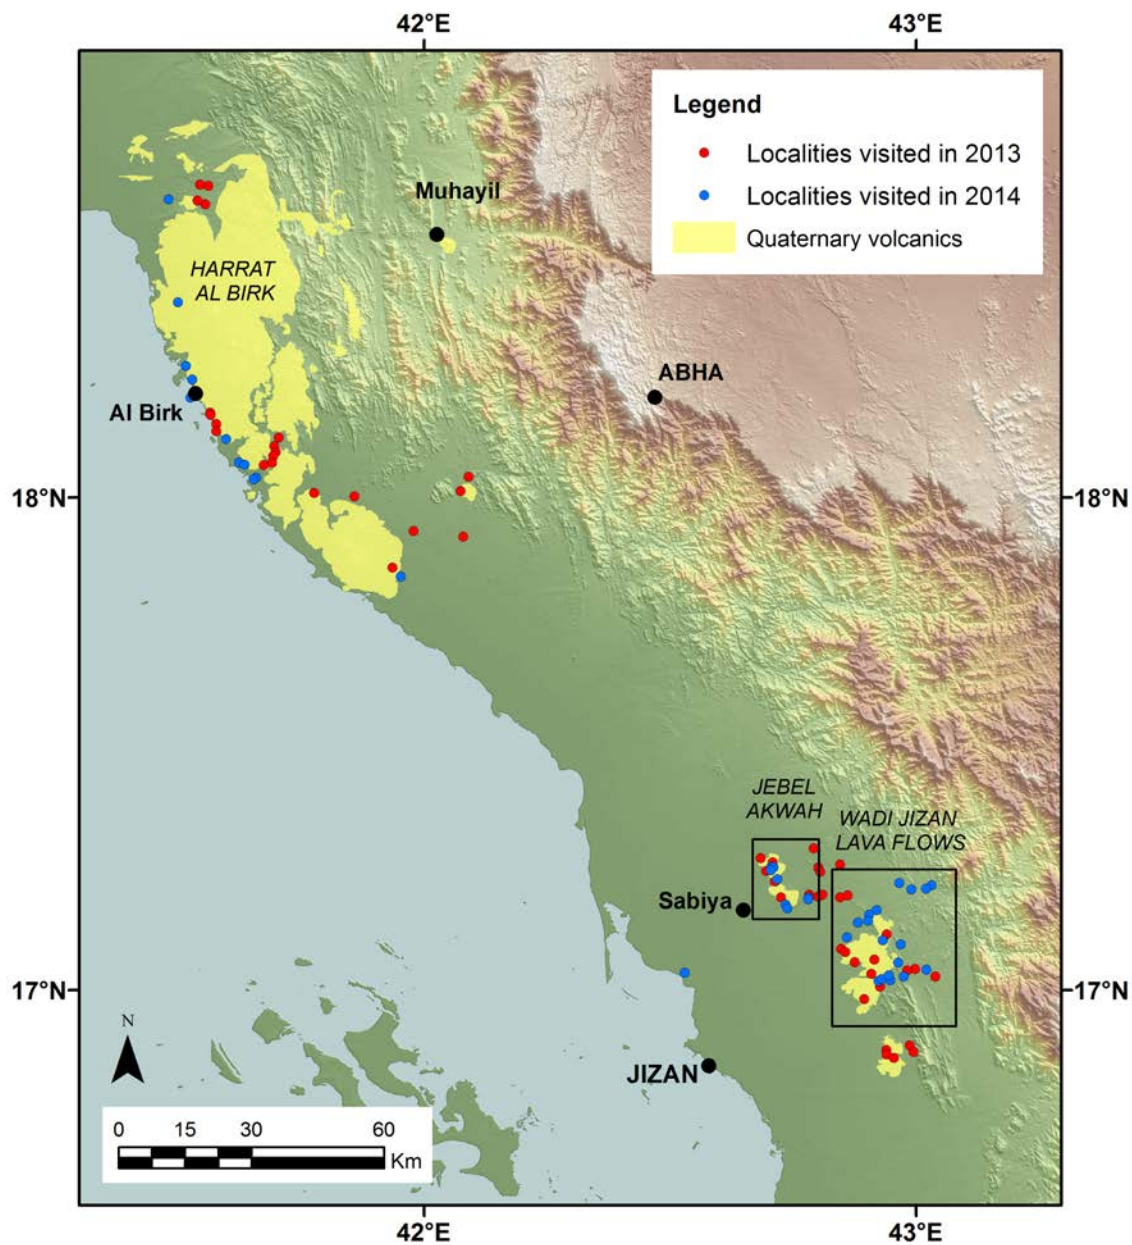 42°E 43°E
Legend
Localities visited in 2013
Localities visited in 2014
Quaternary volcanics
Muhayil
HARRAT
AL BIRK
ABHA
Al Birk
18°N 18°N
JEBEL
AKWAH
WADI JIZAN
LAVA FLOWS
Sabiya
17°N 17°N
N
JIZAN
0 15 30 60
Km
42°E 43°E